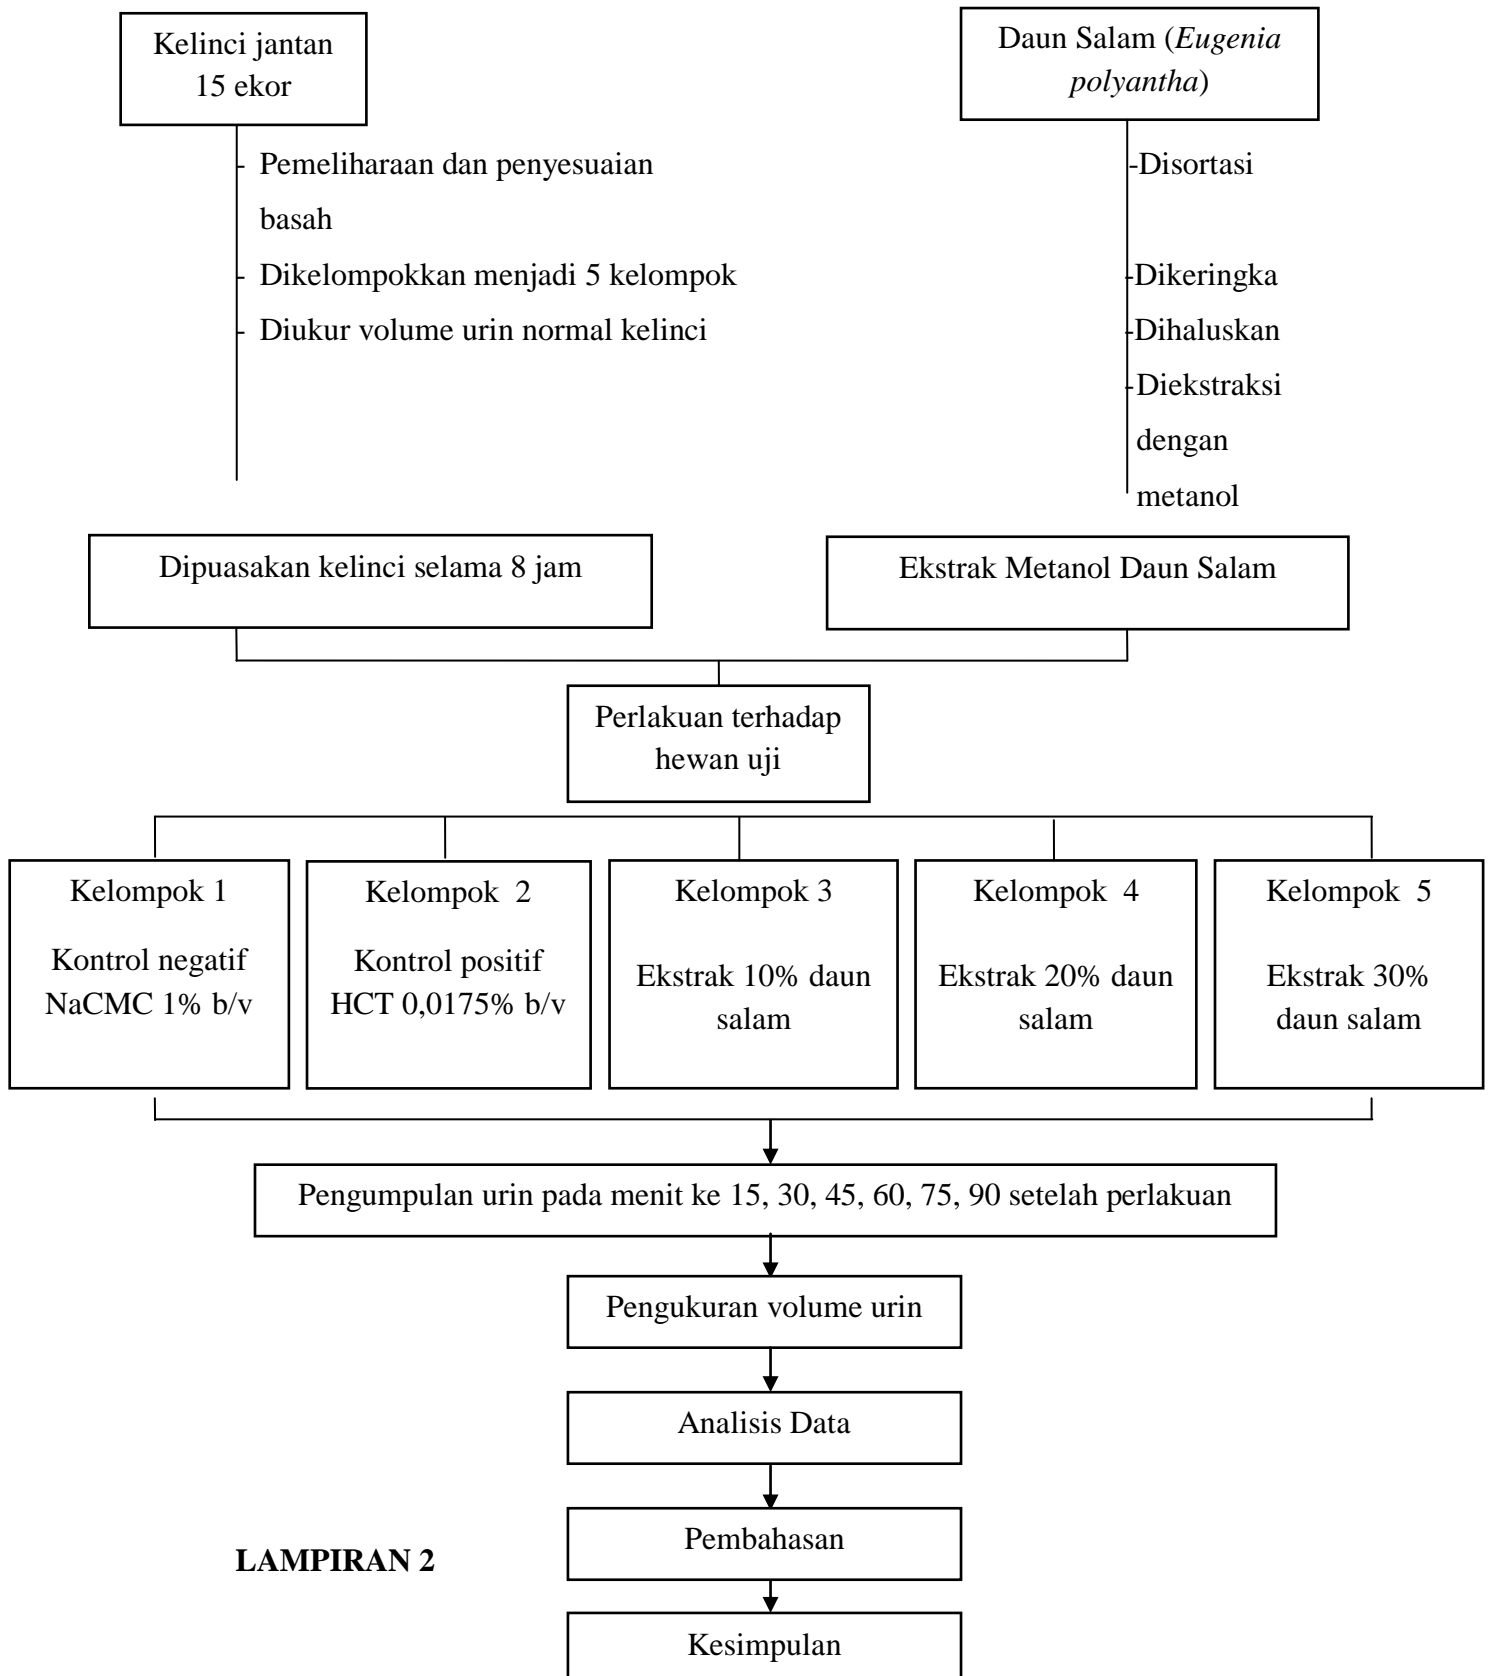 Kelinci jantan
15 ekor
Daun Salam (Eugenia
polyantha)
- Pemeliharaan dan penyesuaian
basah
- Dikelompokkan menjadi 5 kelompok
- Diukur volume urin normal kelinci
-Disortasi
-Dikeringka
-Dihaluskan
-Diekstraksi
dengan
metanol
Dipuasakan kelinci selama 8 jam
Ekstrak Metanol Daun Salam
Perlakuan terhadap
hewan uji
Kelompok 1
Kontrol negatif
NaCMC 1% b/v
Kelompok 2
Kontrol positif
HCT 0,0175% b/v
Kelompok 3
Ekstrak 10% daun
salam
Kelompok 4
Ekstrak 20% daun
salam
Kelompok 5
Ekstrak 30%
daun salam
Pengumpulan urin pada menit ke 15, 30, 45, 60, 75, 90 setelah perlakuan
Pengukuran volume urin
Analisis Data
Pembahasan
LAMPIRAN 2
Kesimpulan